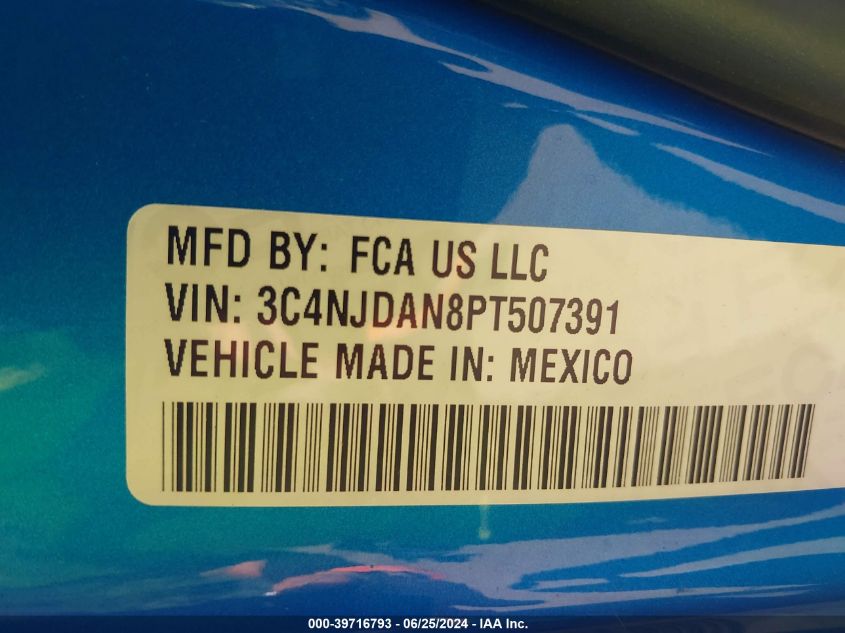 MFD BY: FCA US LLC
VIN: 3C4NJDAN8PT507391
VEHICLE MADE IN: MEXICO
000-39716793 - 06/25/2024 - IAA Inc.